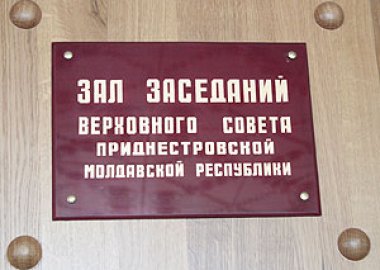 ЗАЛ ЗАСЕДАНИЙ
ВЕРХОВНОГО СОВЕТА
ПРИДНЕСТРОВСКОЙ
МОЛДАВСКОЙ РЕСПУБЛИКИ